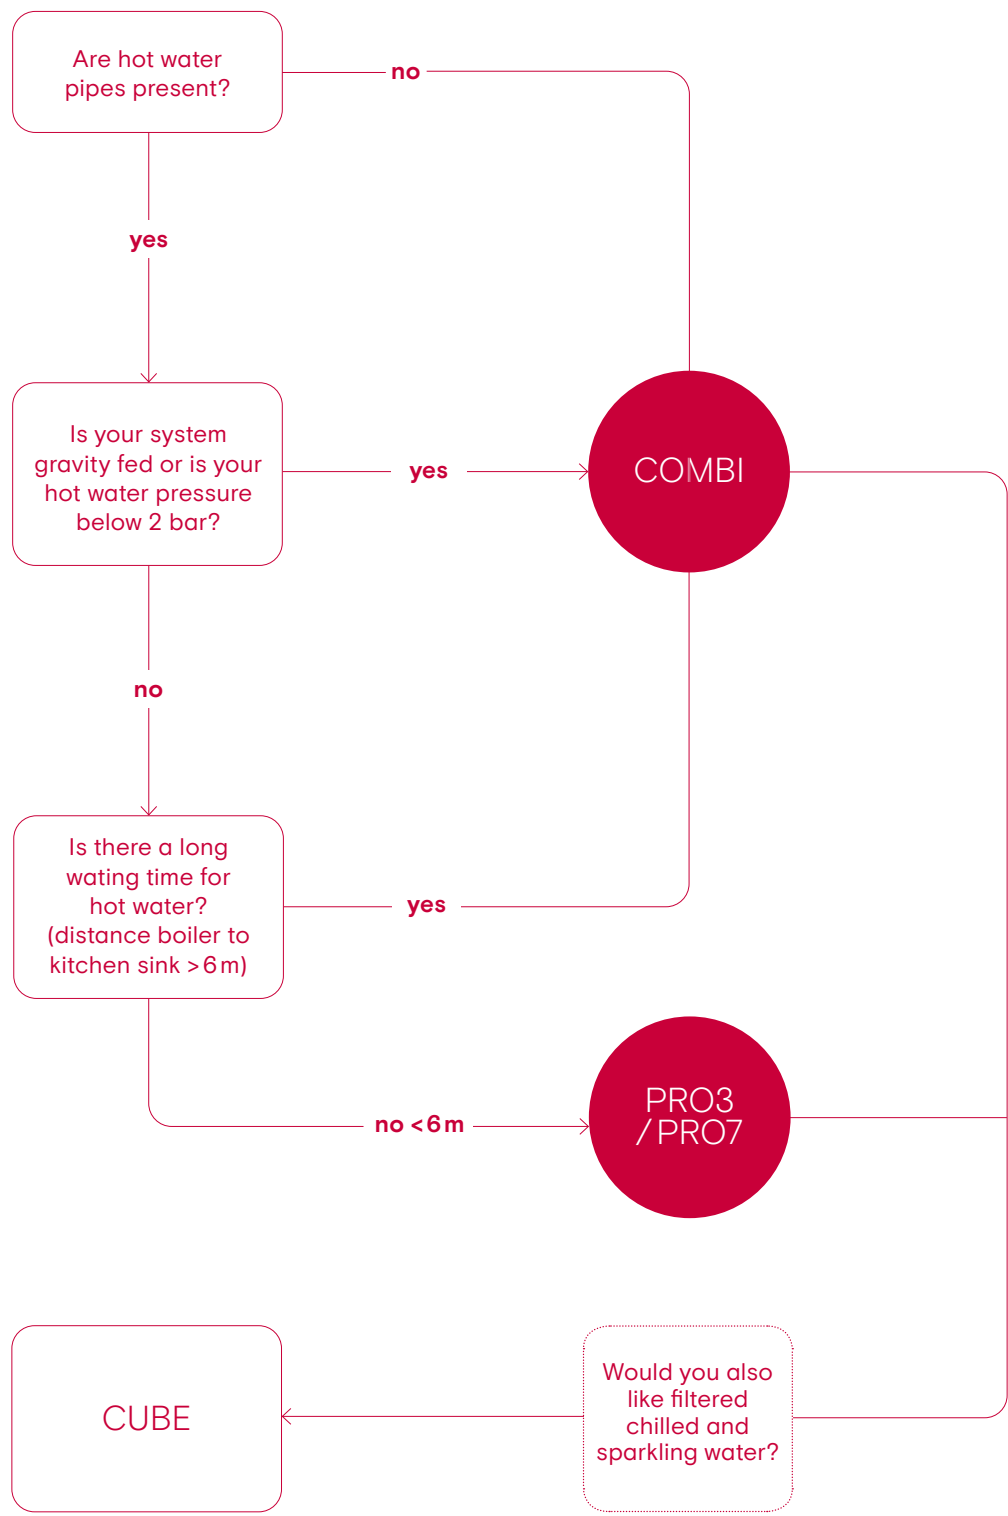 Are hot water
pipes present?
no
yes
Is your system
gravity fed or is your
hot water pressure
below 2 bar?
yes
COMBI
no
Is there a long
wating time for
hot water?
(distance boiler to
kitchen sink >6m)
yes
no <6m
PRO3
/PRO7
CUBE
Would you also
like filtered
chilled and
sparkling water?